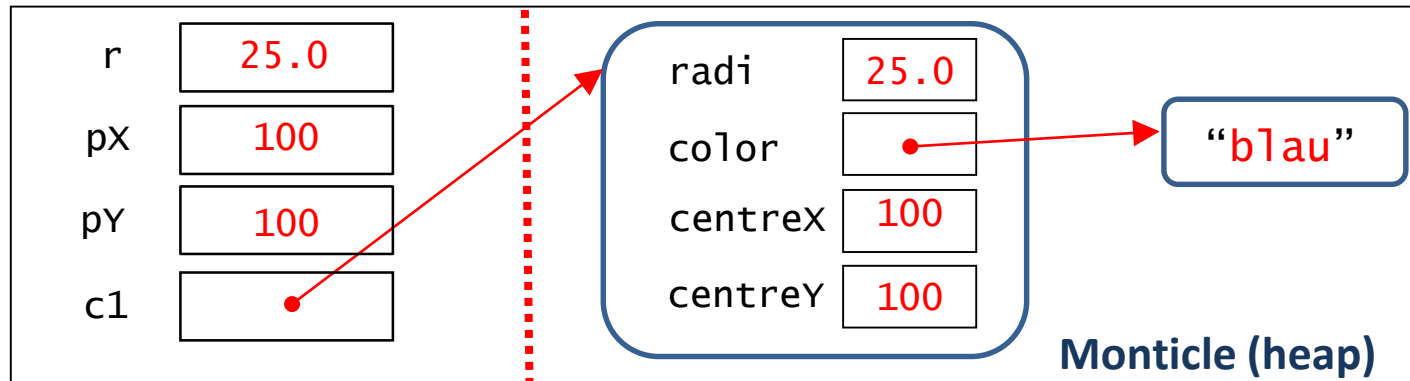 r 25.0
pX 100
pY 100
c1
radi 25.0
color
centreX 100
centreY 100
“blau”
Monticle (heap)